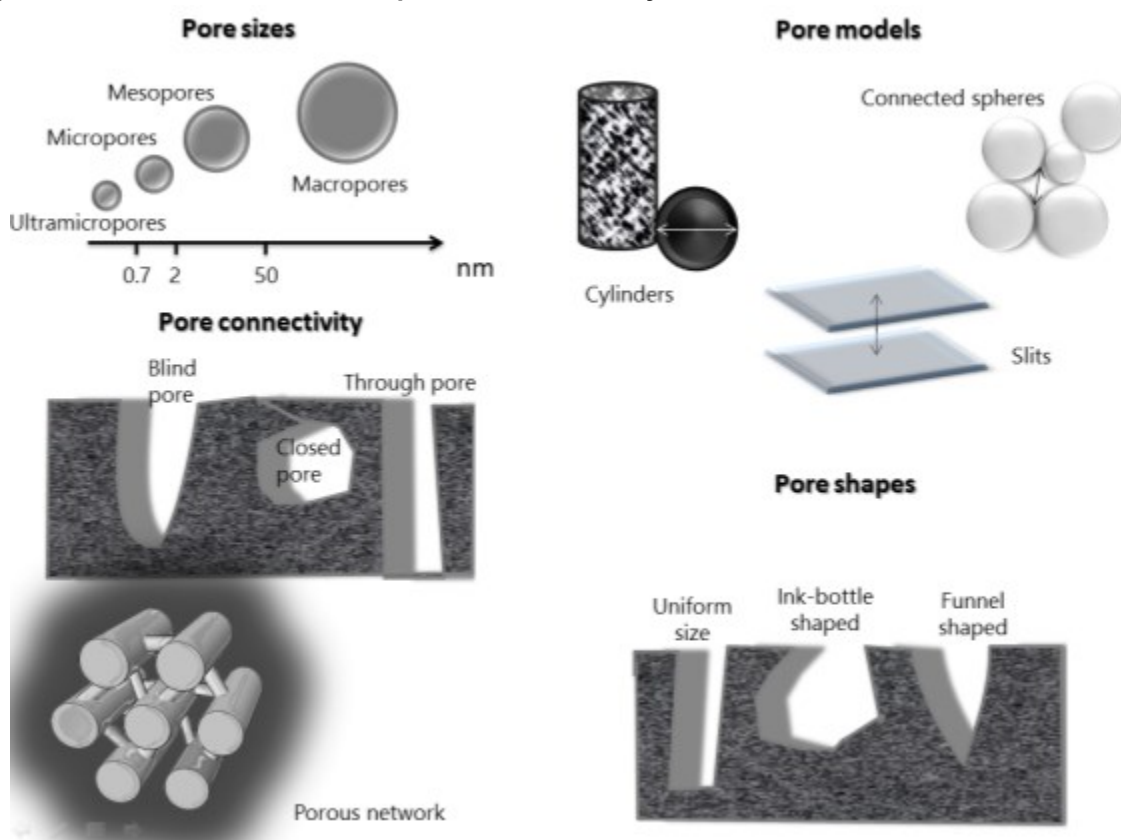 Pore sizes
Mesopores
Micropores
Macropores
Ultramicropores
0.7 2 50 nm
Pore models
Connected spheres
Cylinders
Slits
Pore connectivity
Blind
pore
Through pore
Closed
pore
Porous network
Pore shapes
Uniform
size
Ink-bottle
shaped
Funnel
shaped